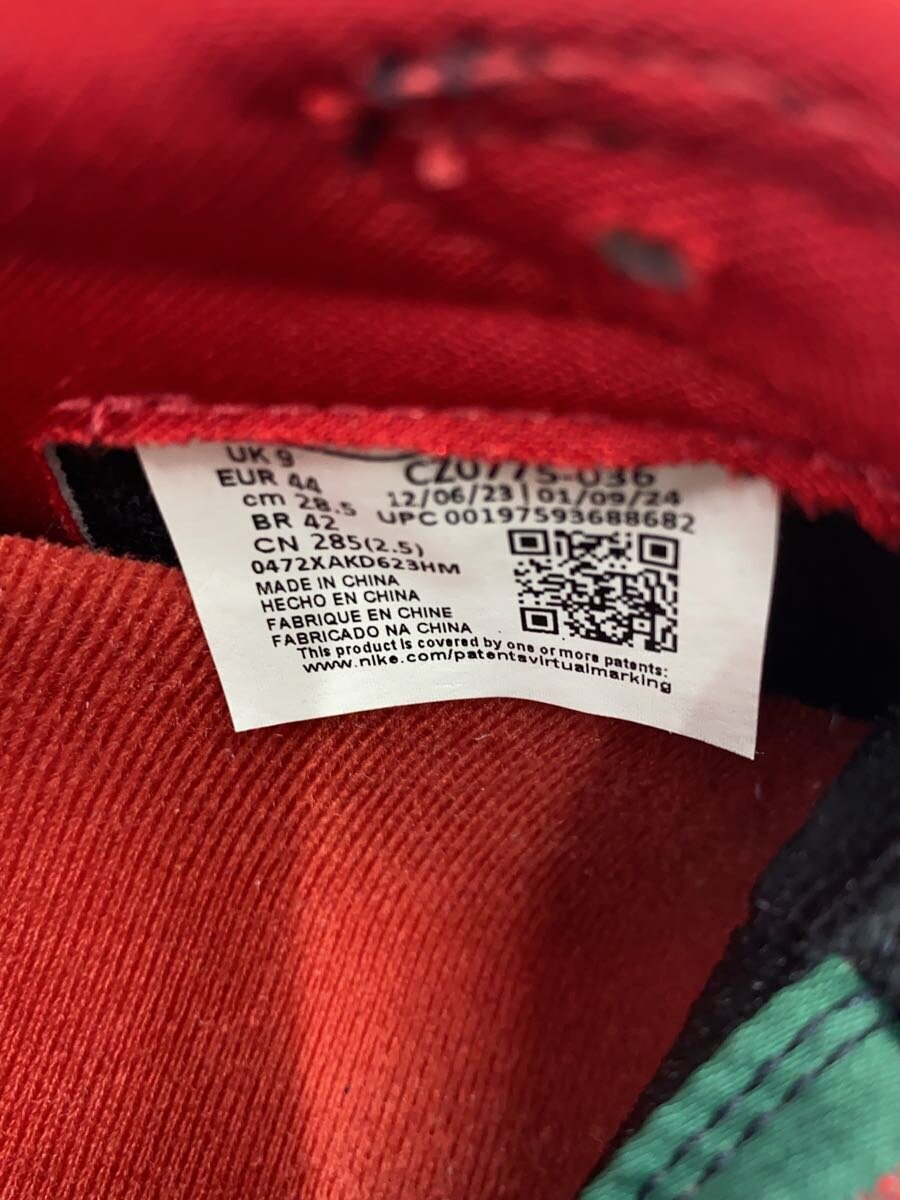 UK 9
EUR 44
cm 28.5
BR 42
CN 285(2.5)
0472XAKD623HM
MADE IN CHINA
HECHO EN CHINA
FABRIQUE EN CHINE
FABRICADO NA CHINA
CZ0775-036
12/06/23 | 01/09/24
UPC 00197593688682
This product is covered by one or more patents:
www.nike.com/patentsvirtualmarking